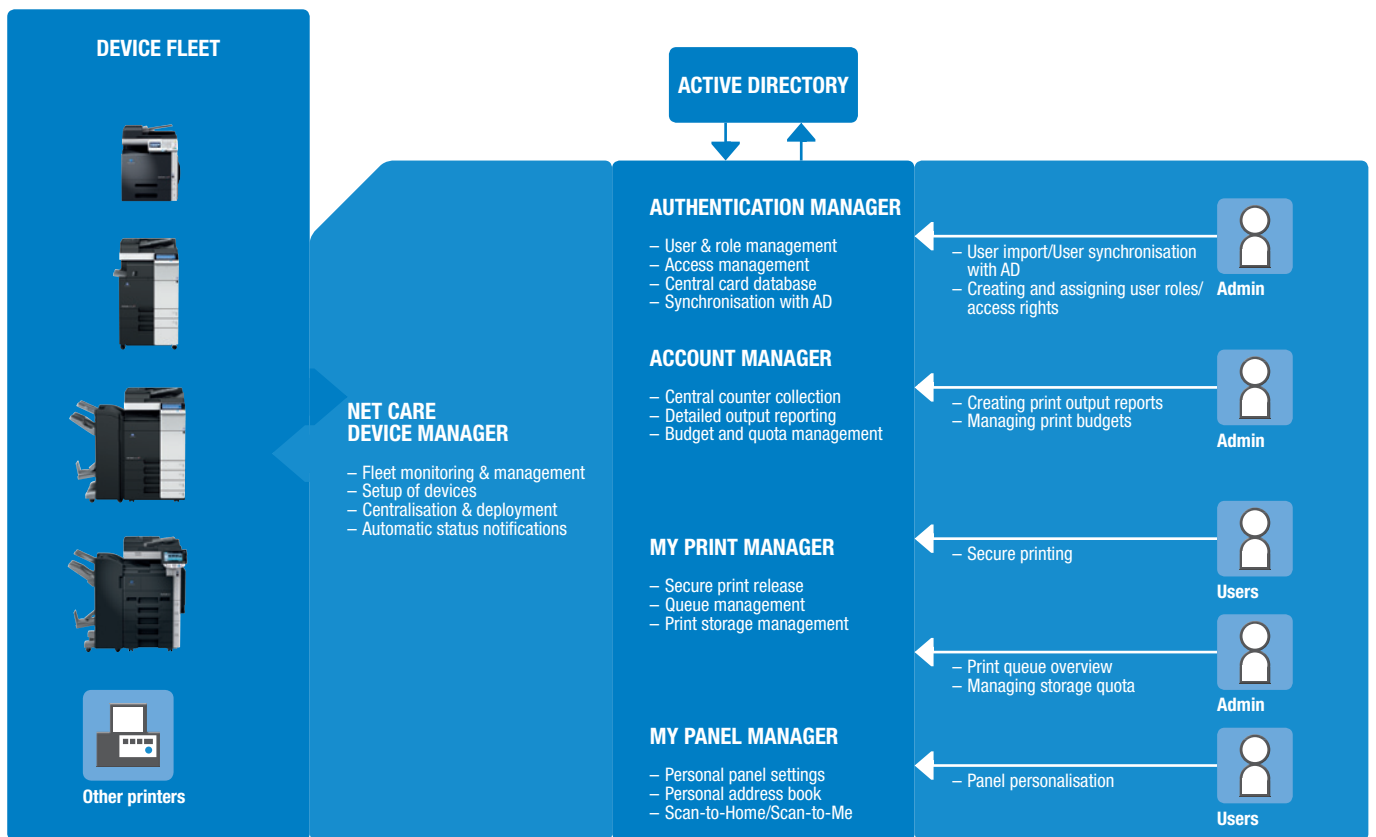 DEVICE FLEET
Other printers
NET CARE
DEVICE MANAGER
– Fleet monitoring & management
– Setup of devices
– Centralisation & deployment
– Automatic status notifications
ACTIVE DIRECTORY
AUTHENTICATION MANAGER
– User & role management
– Access management
– Central card database
– Synchronisation with AD
ACCOUNT MANAGER
– Central counter collection
– Detailed output reporting
– Budget and quota management
MY PRINT MANAGER
– Secure print release
– Queue management
– Print storage management
MY PANEL MANAGER
– Personal panel settings
– Personal address book
– Scan-to-Home/Scan-to-Me
– User import/User synchronisation
with AD
– Creating and assigning user roles/
access rights
Admin
– Creating print output reports
– Managing print budgets
Admin
– Secure printing
Users
– Print queue overview
– Managing storage quota
Admin
– Panel personalisation
Users